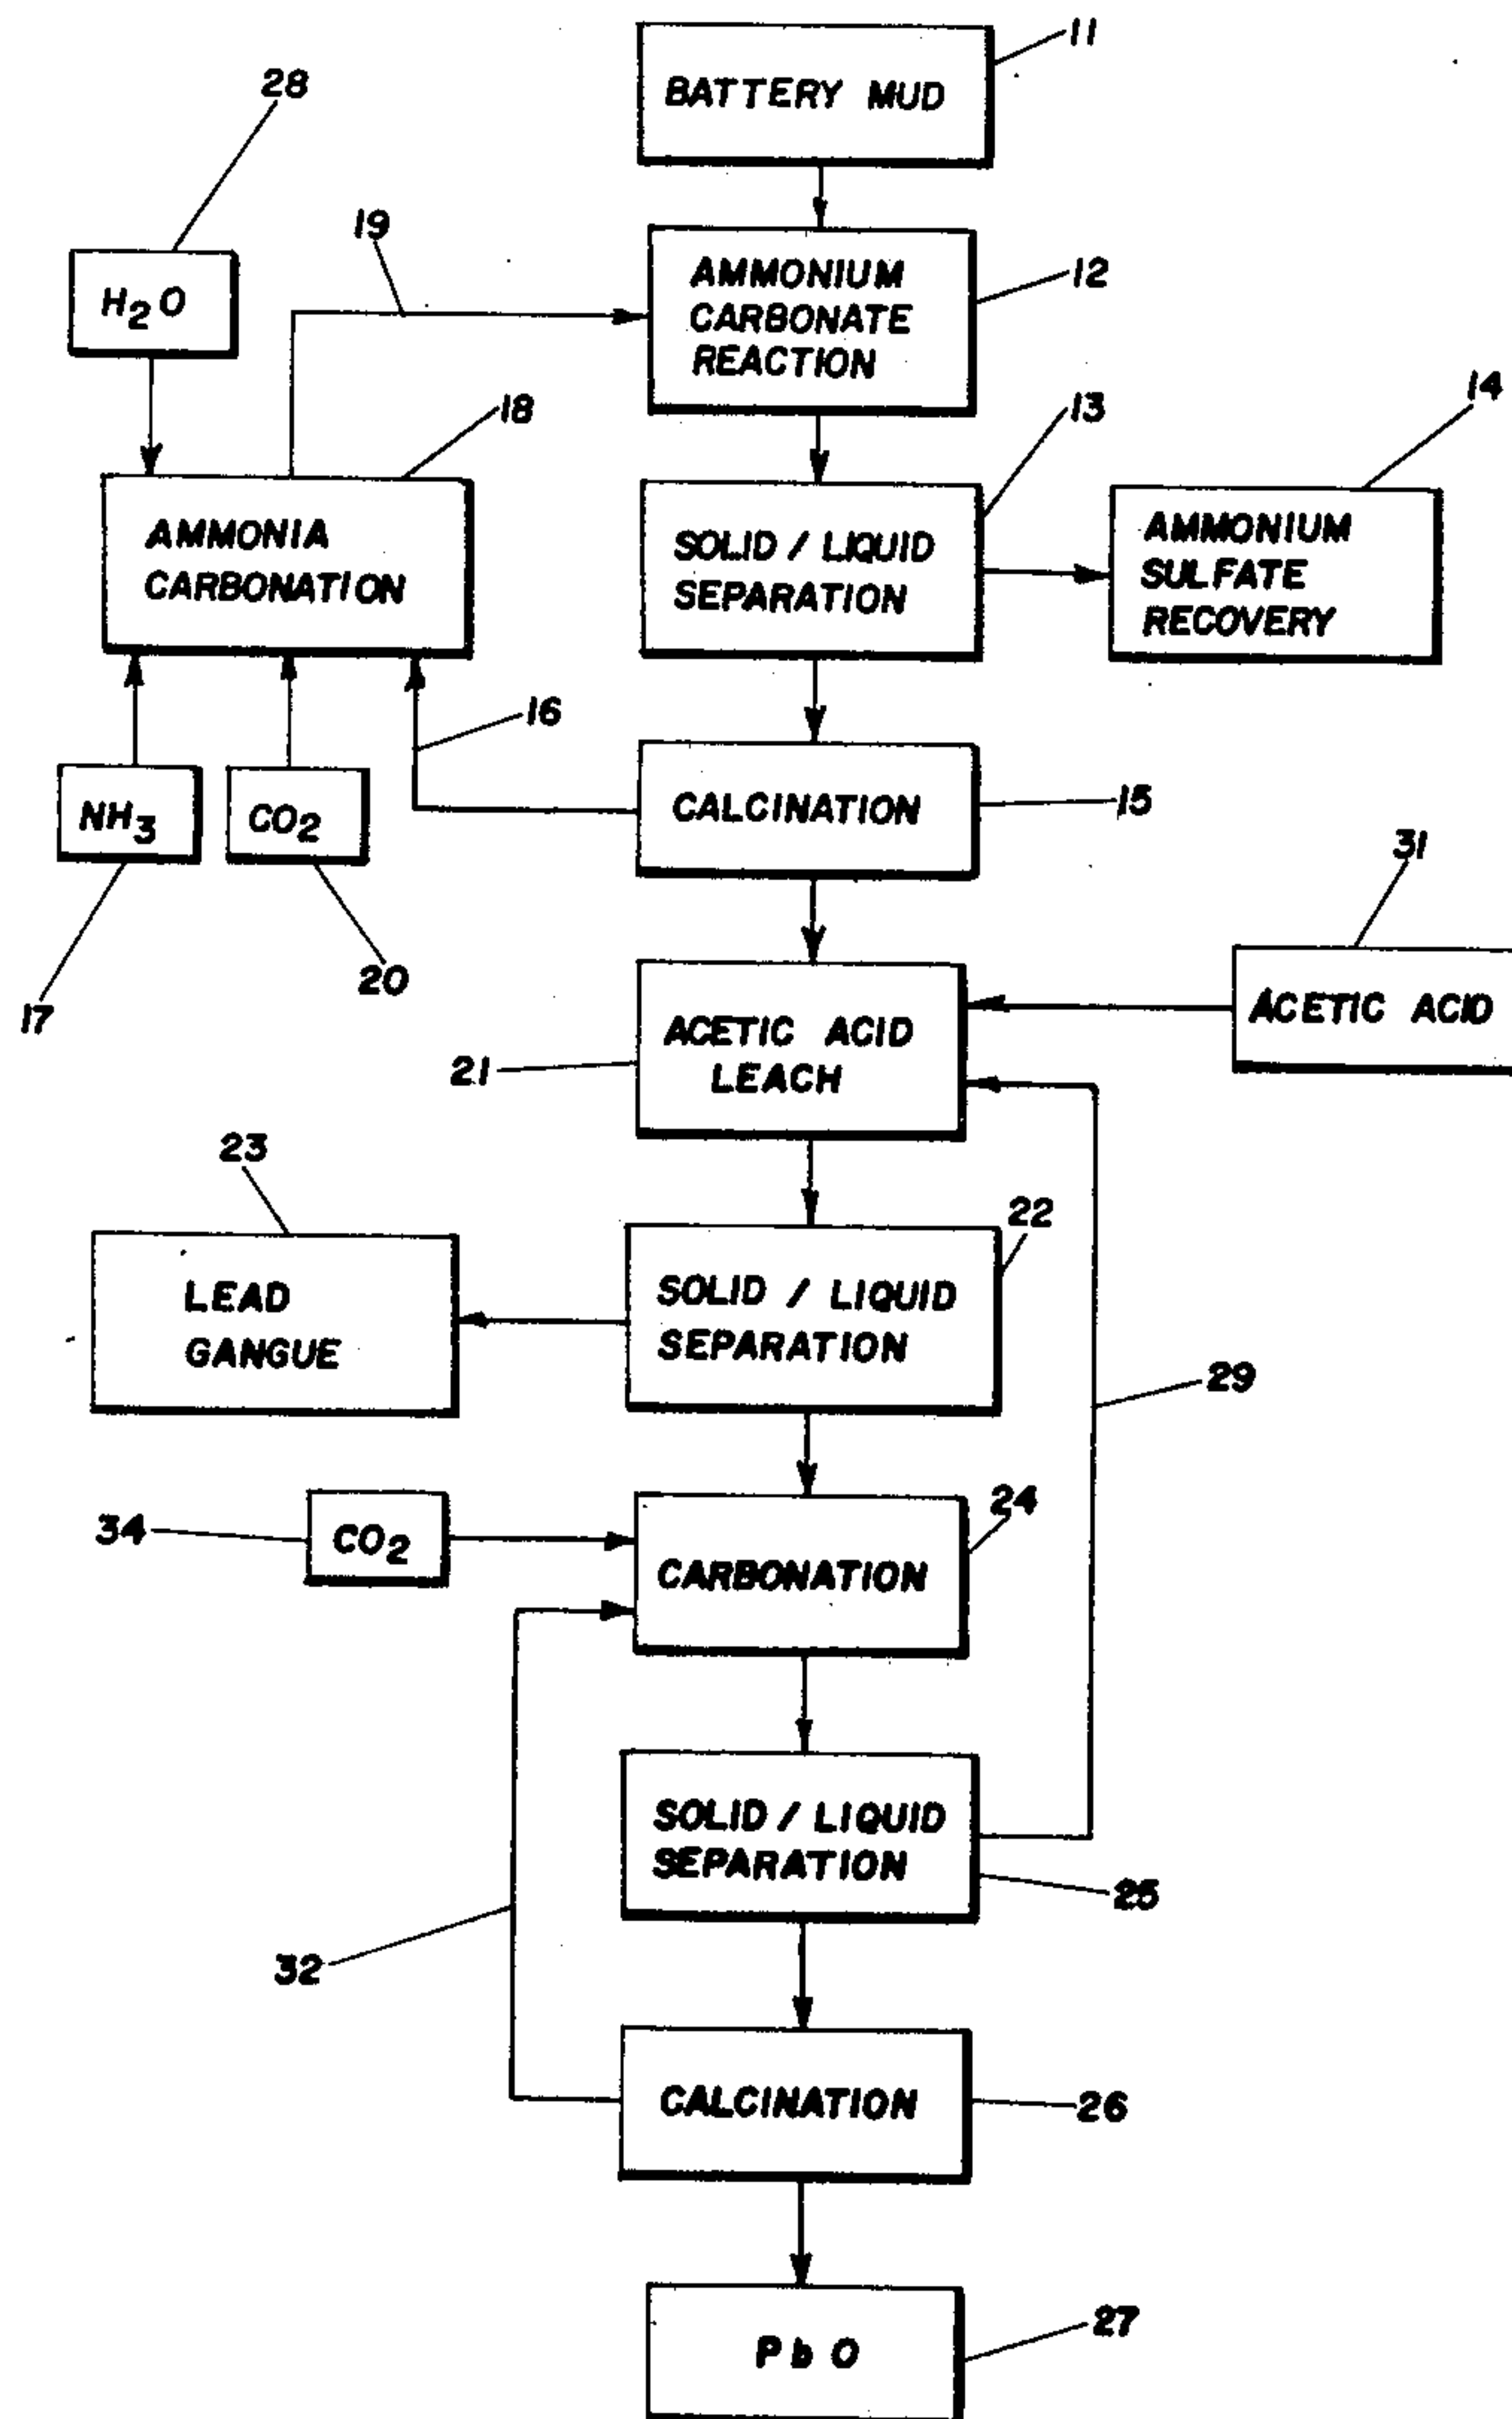 11
BATTERY MUD
28
19
H2O
AMMONIUM
CARBONATE
REACTION
12
18
13
14
AMMONIA
CARBONATION
SOLID / LIQUID
SEPARATION
AMMONIUM
SULFATE
RECOVERY
16
NH3
CO2
CALCINATION
15
31
17
20
ACETIC ACID
LEACH
ACETIC ACID
21
23
22
LEAD
GANGUE
SOLID / LIQUID
SEPARATION
29
34
CO2
24
CARBONATION
SOLID / LIQUID
SEPARATION
25
32
CALCINATION
26
PbO
27